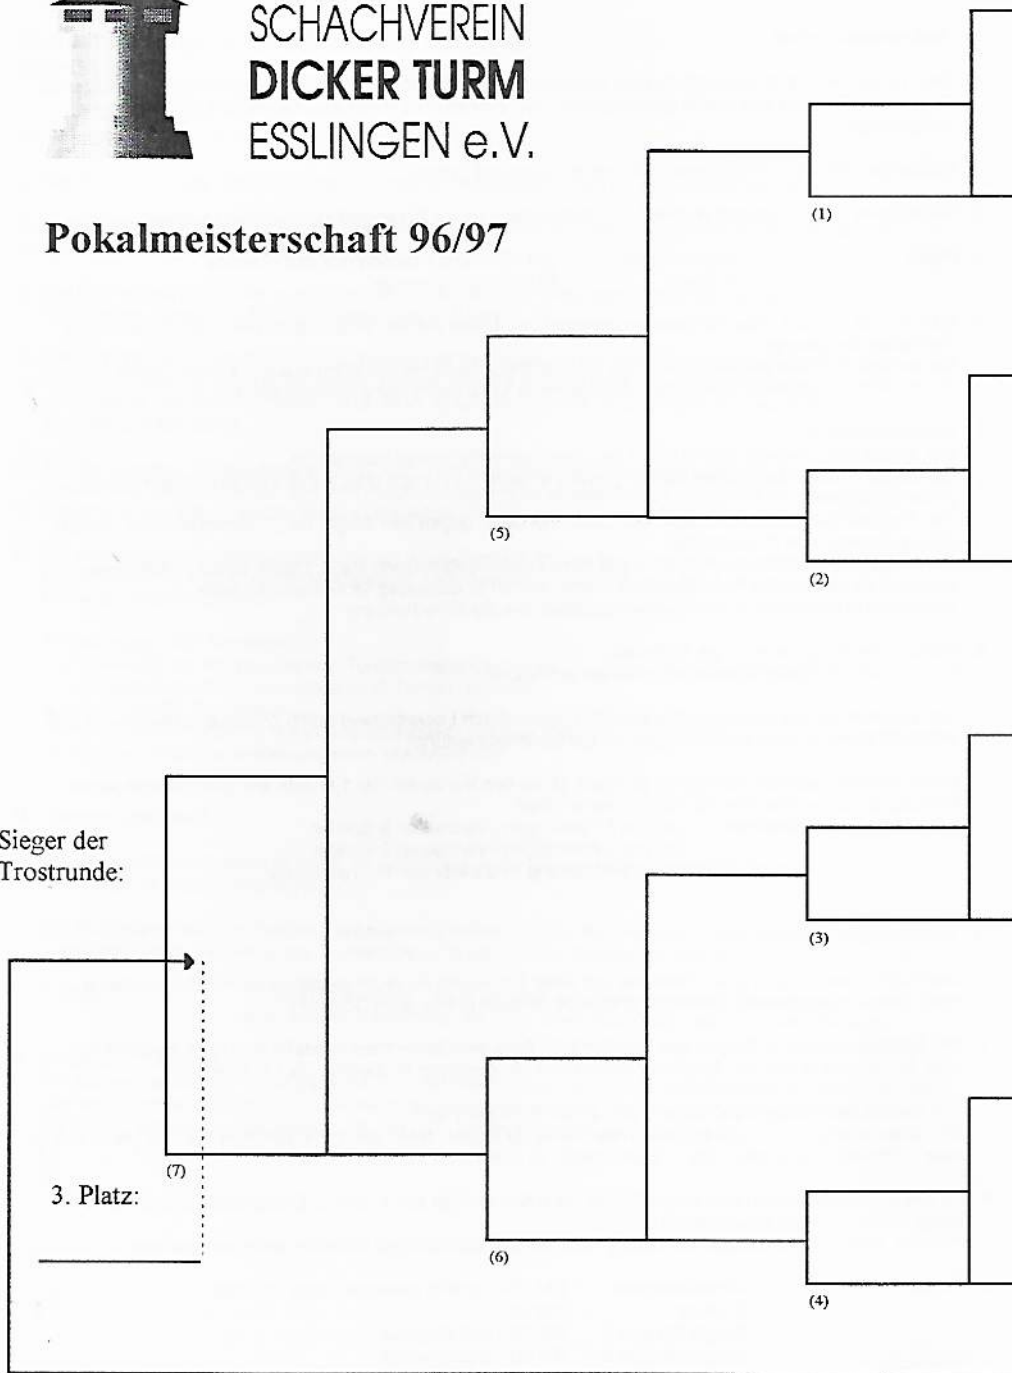 SCHACHVEREIN
DICKER TURM
ESSLINGEN e.V.
Pokalmeisterschaft 96/97
(1)
(5)
(2)
Sieger der
Trostrunde:
(3)
(7)
3. Platz:
(6)
(4)